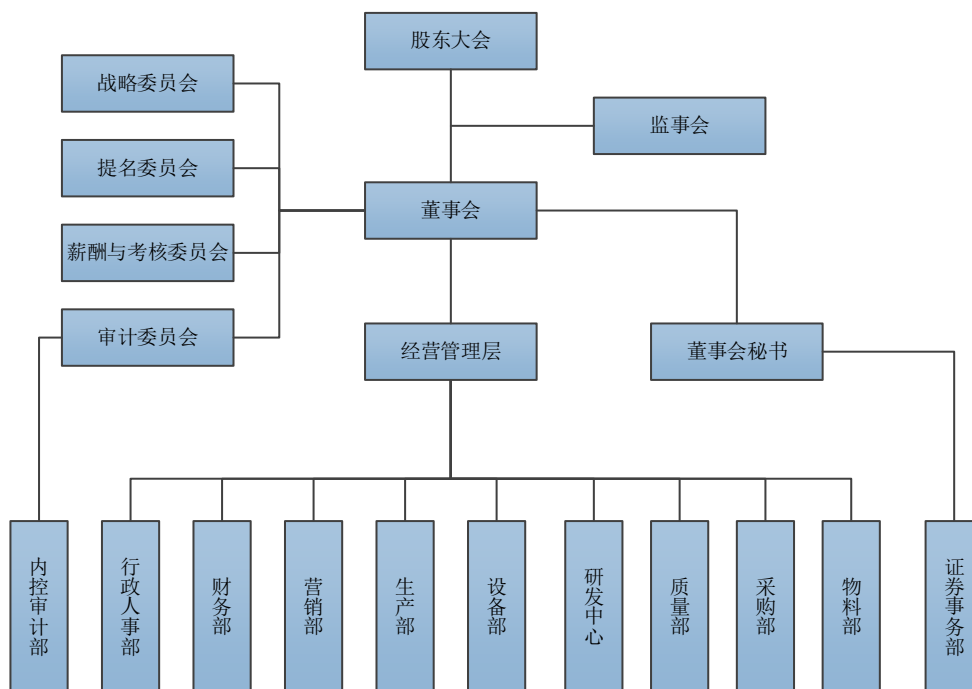 股东大会
战略委员会
监事会
提名委员会
董事会
薪酬与考核委员会
审计委员会
经营管理层
董事会秘书
内控审计部
行政人事部
财务部
营销部
生产部
设备部
研发中心
质量部
采购部
物料部
证券事务部